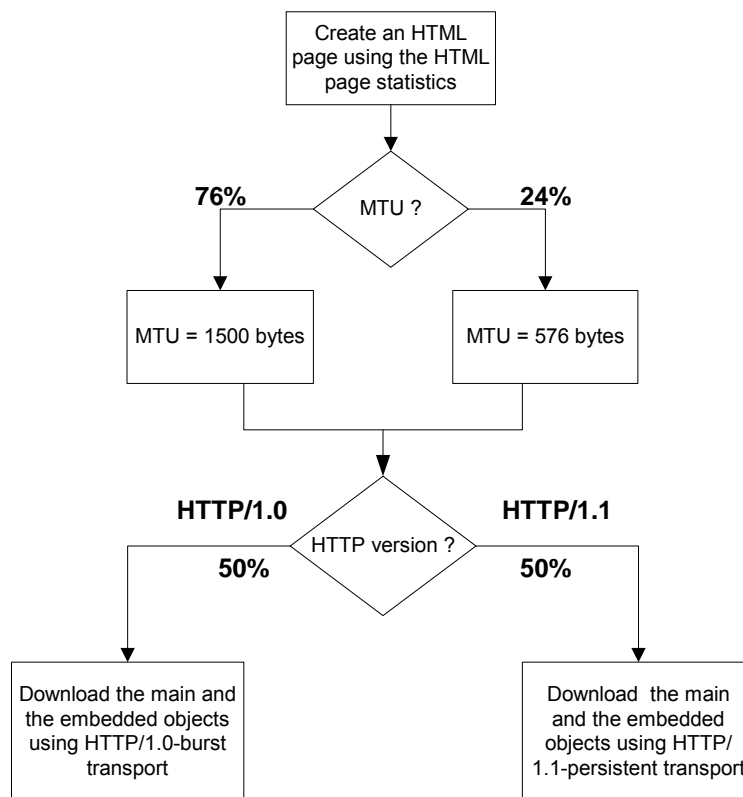 Create an HTML
page using the HTML
page statistics
76%
MTU ?
24%
MTU = 1500 bytes
MTU = 576 bytes
HTTP/1.0
HTTP/1.1
HTTP version ?
50%
50%
Download the main and
the embedded objects
using HTTP/1.0-burst
transport
Download the main
and the embedded
objects using HTTP/
1.1-persistent transport